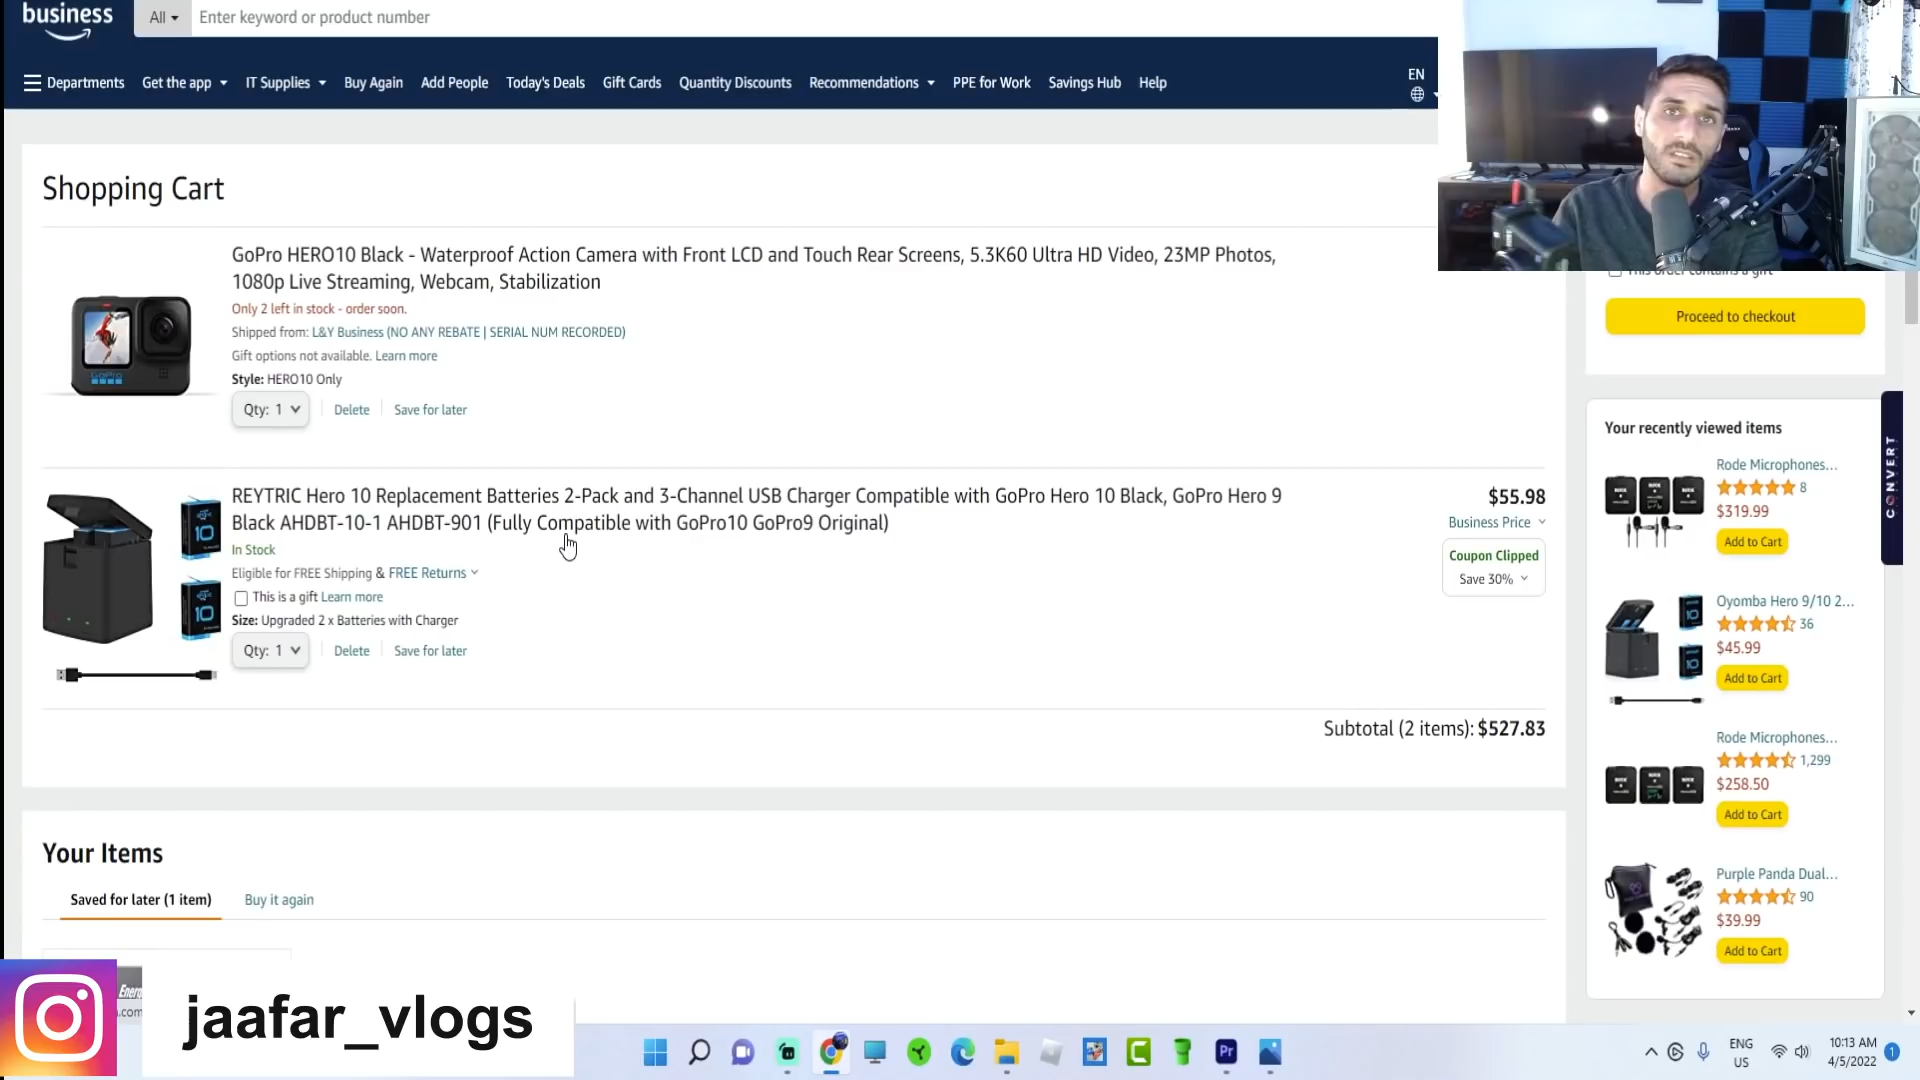 business
All
Enter keyword or product number
Departments
Get the app
IT Supplies
Buy Again
Add People
Today's Deals
Gift Cards
Quantity Discounts
Recommendations
PPE for Work
Savings Hub
Help
EN
Shopping Cart
GoPro HERO10 Black - Waterproof Action Camera with Front LCD and Touch Rear Screens, 5.3K60 Ultra HD Video, 23MP Photos,
1080p Live Streaming, Webcam, Stabilization
Only 2 left in stock - order soon.
Shipped from: L&Y Business (NO ANY REBATE | SERIAL NUM RECORDED)
Gift options not available. Learn more
Style: HERO10 Only
Qty: 1
Delete
Save for later
REYTRIC Hero 10 Replacement Batteries 2-Pack and 3-Channel USB Charger Compatible with GoPro Hero 10 Black, GoPro Hero 9
Black AHDBT-10-1 AHDBT-901 (Fully Compatible with GoPro10 GoPro9 Original)
In Stock
Eligible for FREE Shipping & FREE Returns
This is a gift Learn more
Size: Upgraded 2 x Batteries with Charger
Qty: 1
Delete
Save for later
$55.98
Business Price
Coupon Clipped
Save 30%
Subtotal (2 items): $527.83
This order contains a gift
Proceed to checkout
Your recently viewed items
Rode Microphones...
8
$319.99
Add to Cart
Oyomba Hero 9/10 2...
36
$45.99
Add to Cart
Rode Microphones...
1,299
$258.50
Add to Cart
Purple Panda Dual...
90
$39.99
Add to Cart
CONVERT
Your Items
Saved for later (1 item)
Buy it again
jaafar_vlogs
ENG
US
10:13 AM
4/5/2022
1